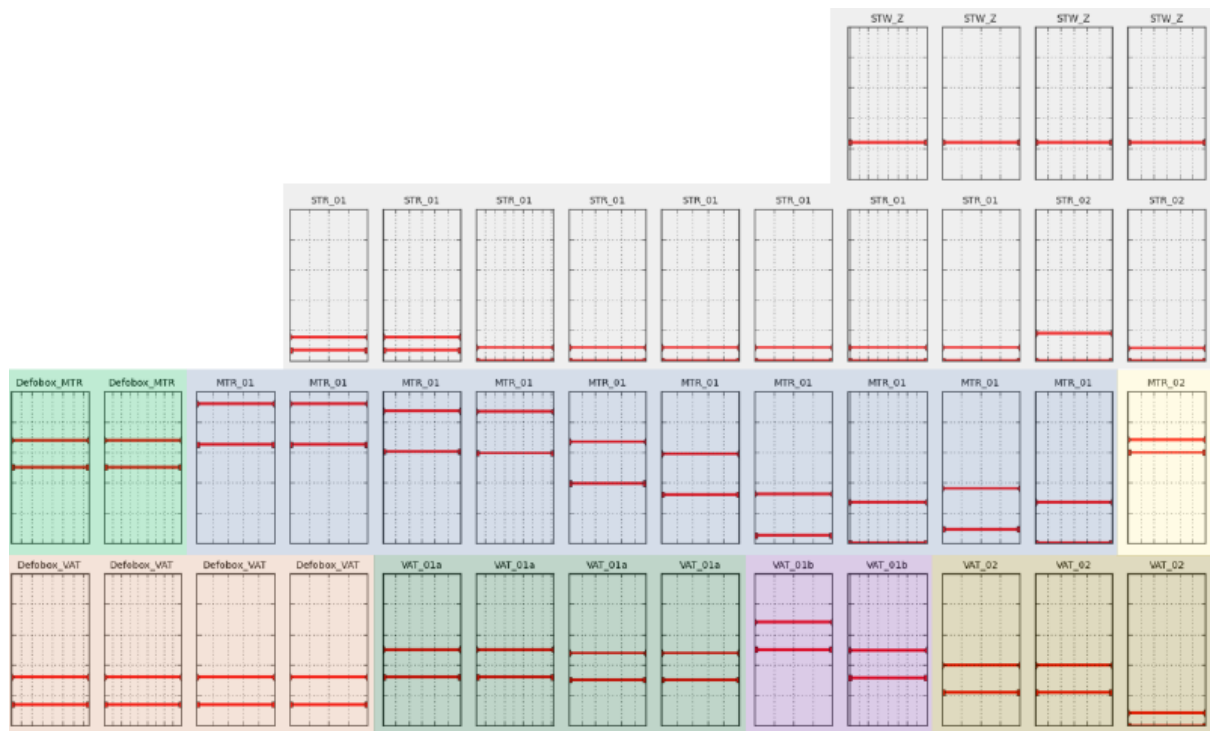 STW_Z STW_Z STW_Z STW_Z
STR_01 STR_01 STR_01 STR_01 STR_01 STR_01 STR_01 STR_01 STR_02 STR_02
Defobox_MTR Defobox_MTR MTR_01 MTR_01 MTR_01 MTR_01 MTR_01 MTR_01 MTR_01 MTR_01 MTR_01 MTR_01 MTR_02
Defobox_VAT Defobox_VAT Defobox_VAT Defobox_VAT VAT_01a VAT_01a VAT_01a VAT_01a VAT_01b VAT_01b VAT_02 VAT_02 VAT_02